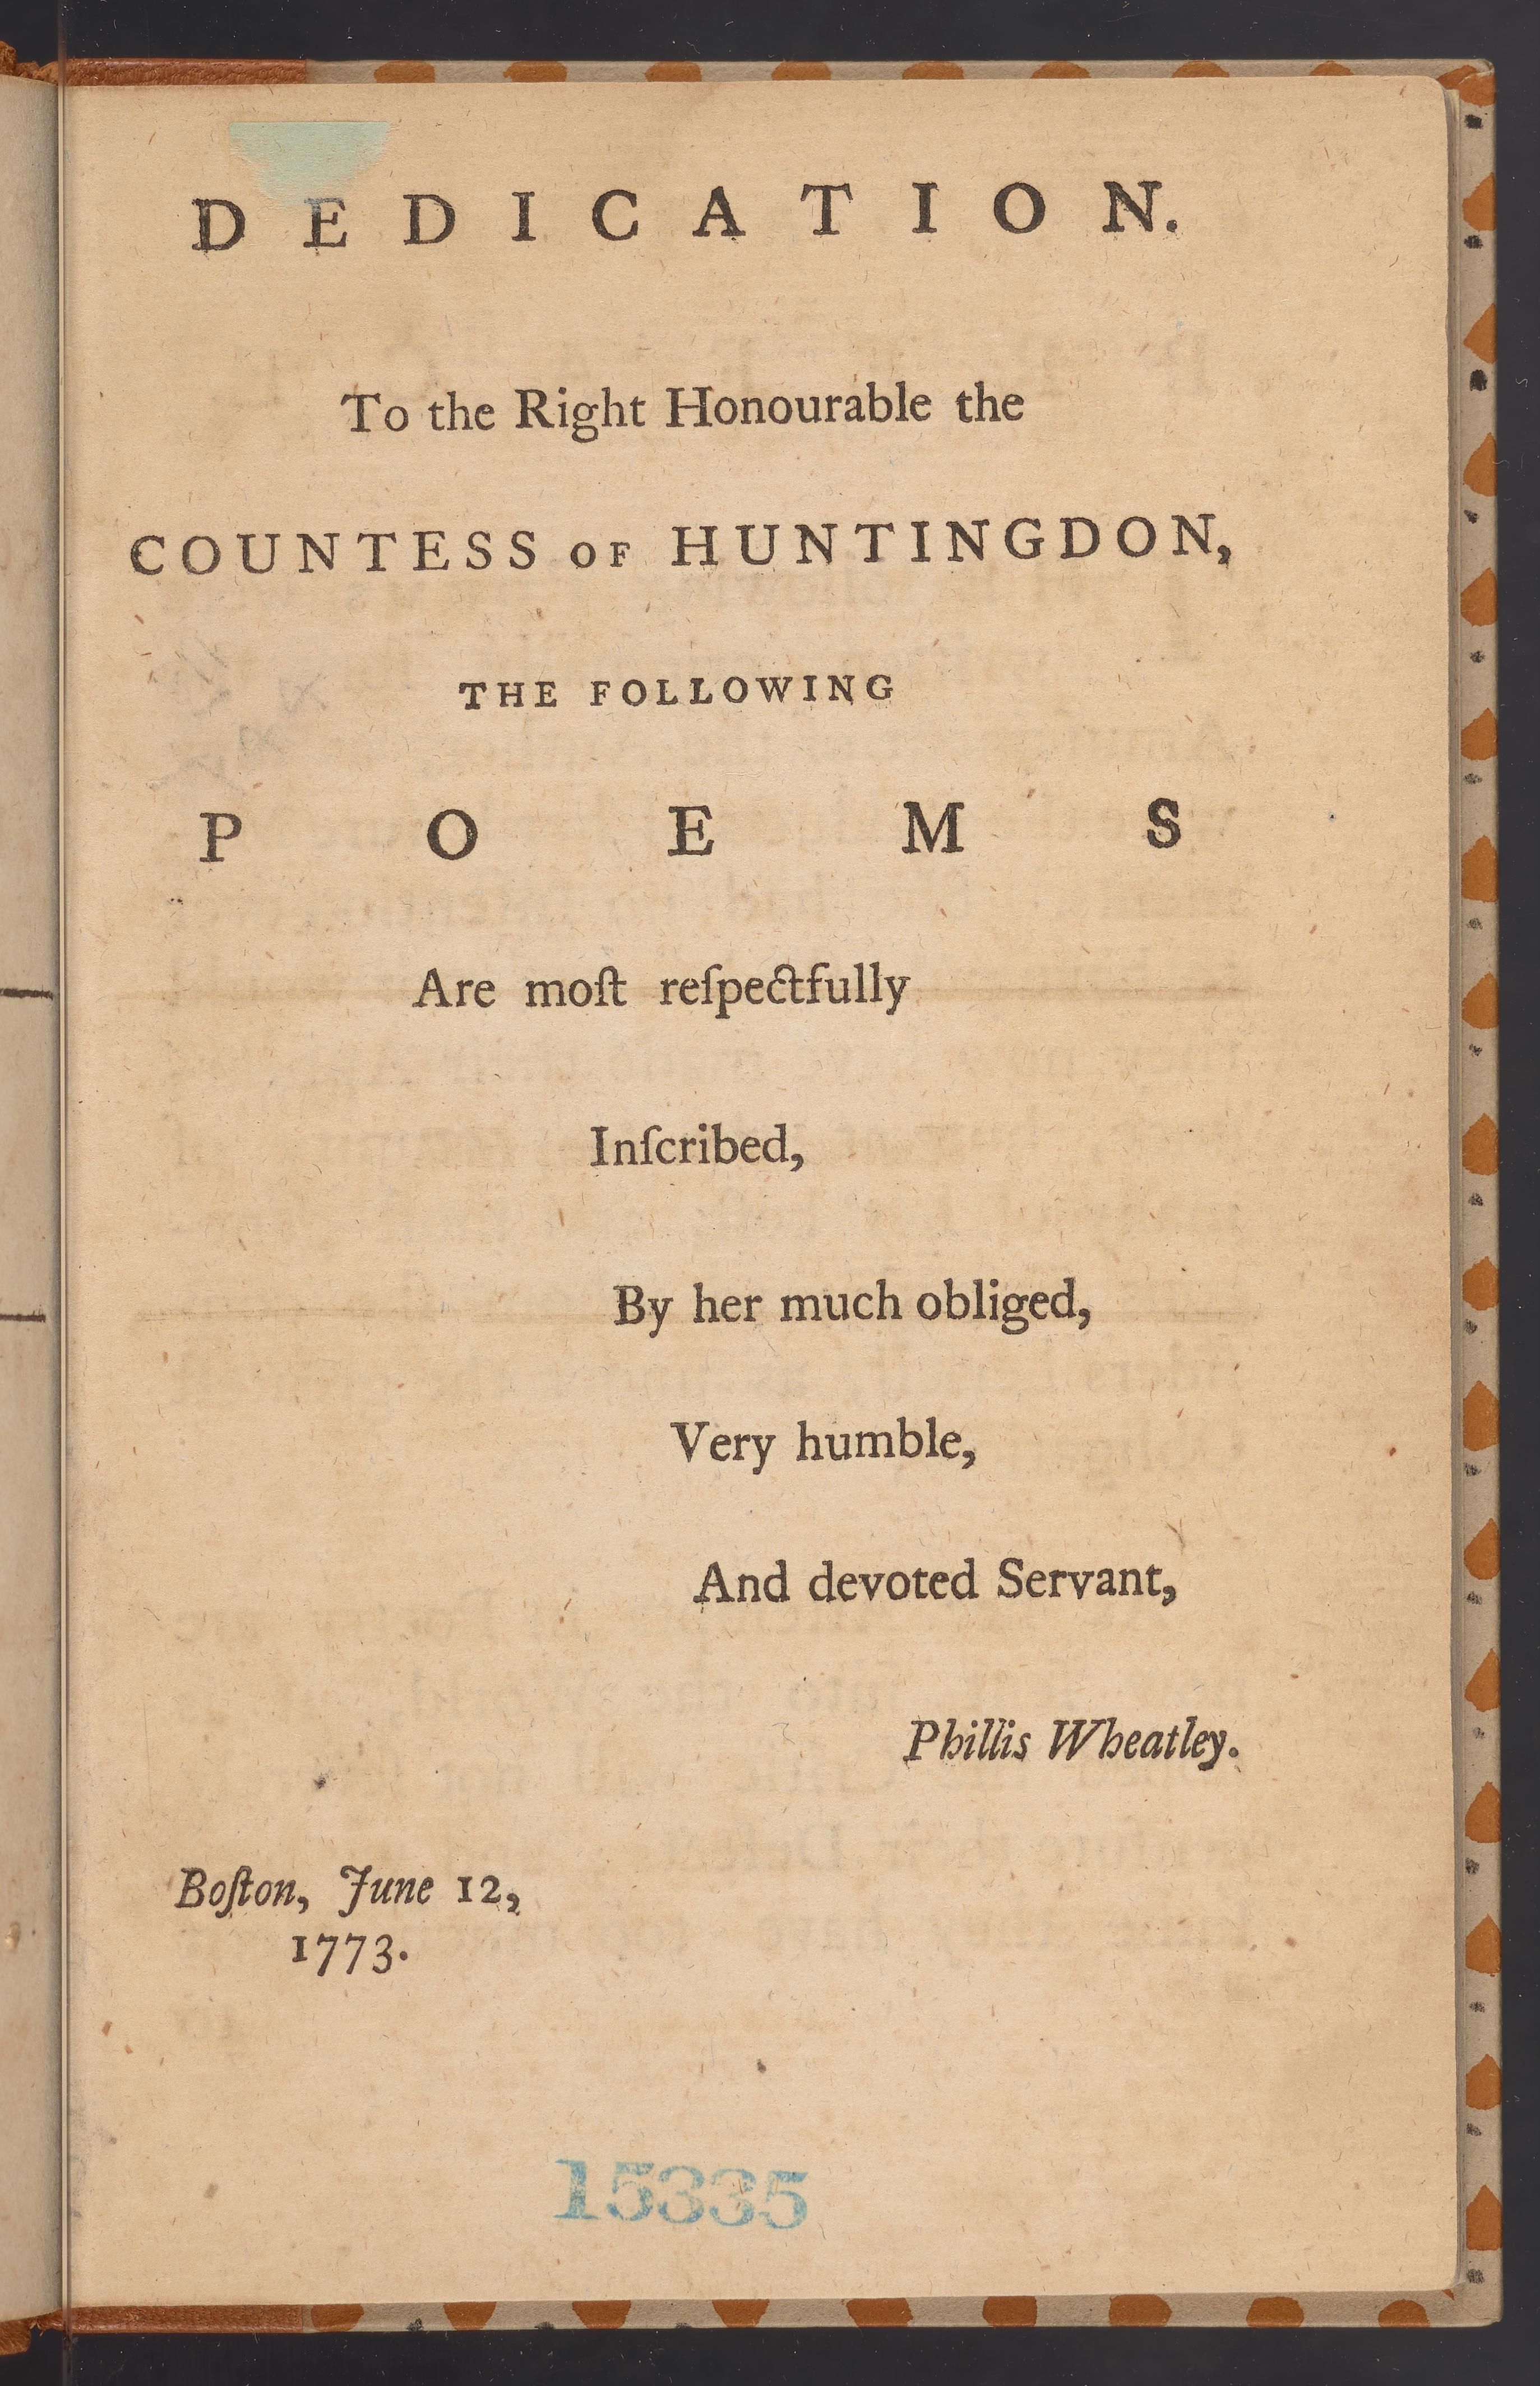 DEDICATION.
To the Right Honourable the
COUNTESS OF HUNTINGDON,
THE FOLLOWING
POEMS
Are moſt reſpectfully
Inſcribed,
By her much obliged,
Very humble,
And devoted Servant,
Phillis Wheatley.
Boſton, June 12,
1773.
15335